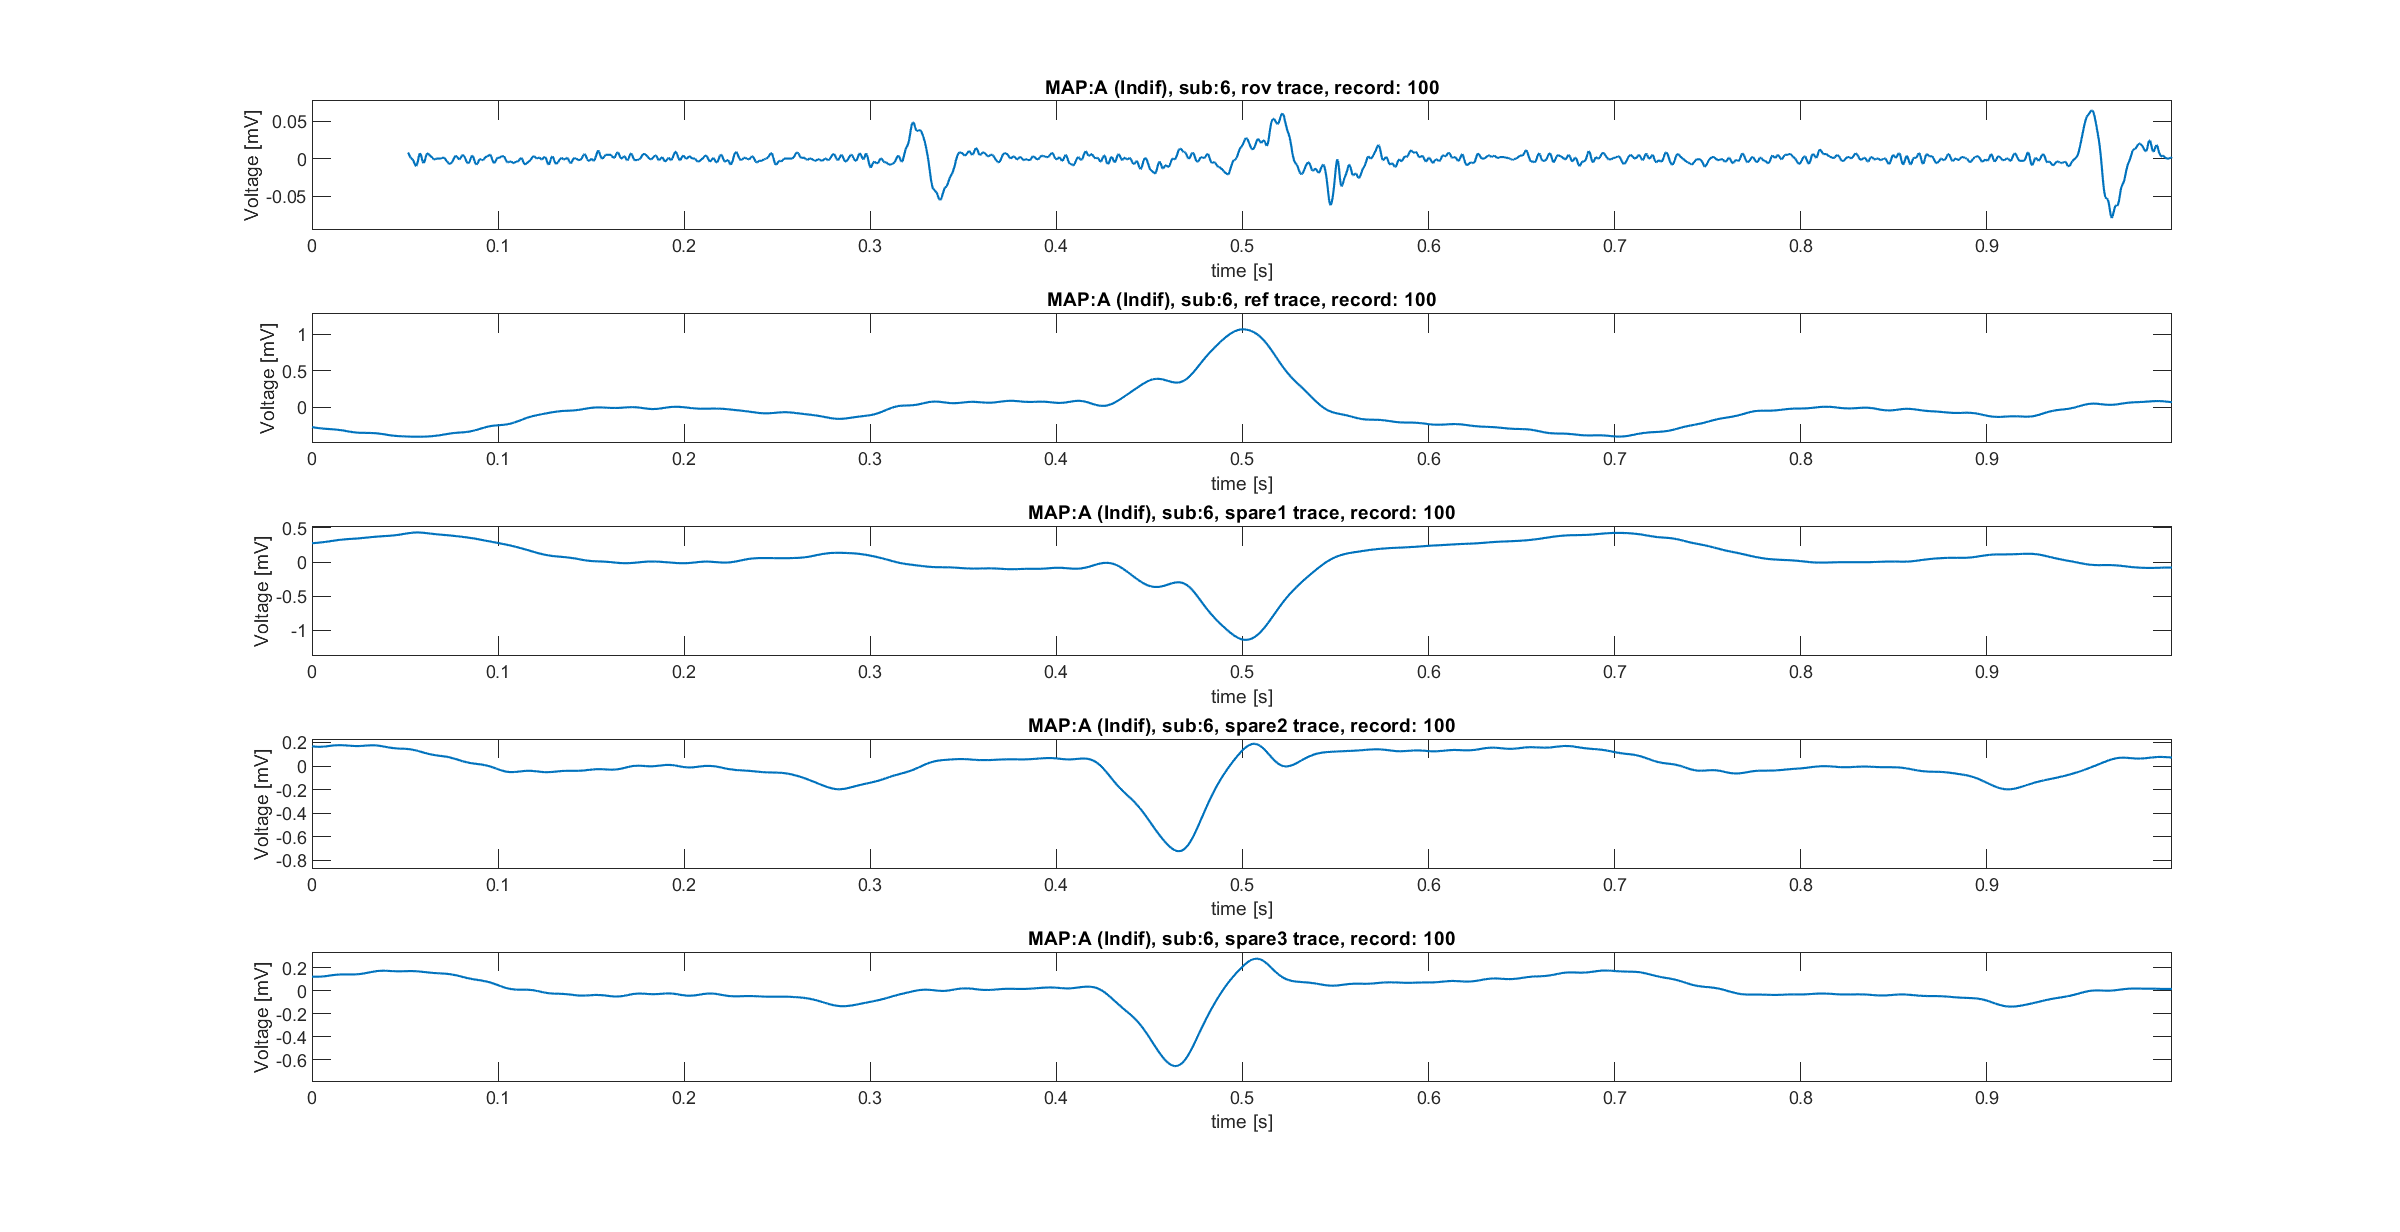 MAP:A (Indif), sub:6, rov trace, record: 100
Voltage [mV]
0.05
0
-0.05
0 0.1 0.2 0.3 0.4 0.5 0.6 0.7 0.8 0.9
time [s]
MAP:A (Indif), sub:6, ref trace, record: 100
Voltage [mV]
1
0.5
0
0 0.1 0.2 0.3 0.4 0.5 0.6 0.7 0.8 0.9
time [s]
MAP:A (Indif), sub:6, spare1 trace, record: 100
Voltage [mV]
0.5
0
-0.5
-1
0 0.1 0.2 0.3 0.4 0.5 0.6 0.7 0.8 0.9
time [s]
MAP:A (Indif), sub:6, spare2 trace, record: 100
Voltage [mV]
0.2
0
-0.2
-0.4
-0.6
-0.8
0 0.1 0.2 0.3 0.4 0.5 0.6 0.7 0.8 0.9
time [s]
MAP:A (Indif), sub:6, spare3 trace, record: 100
Voltage [mV]
0.2
0
-0.2
-0.4
-0.6
0 0.1 0.2 0.3 0.4 0.5 0.6 0.7 0.8 0.9
time [s]